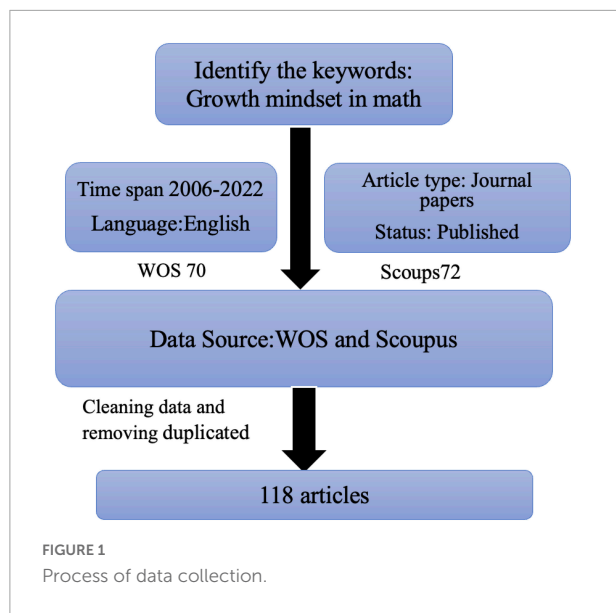 Identify the keywords:
Growth mindset in math
Time span 2006-2022
Language:English
Article type: Journal
papers
Status: Published
WOS 70
Scoups72
Data Source:WOS and Scoupus
Cleaning data and
removing duplicated
118 articles
FIGURE 1
Process of data collection.